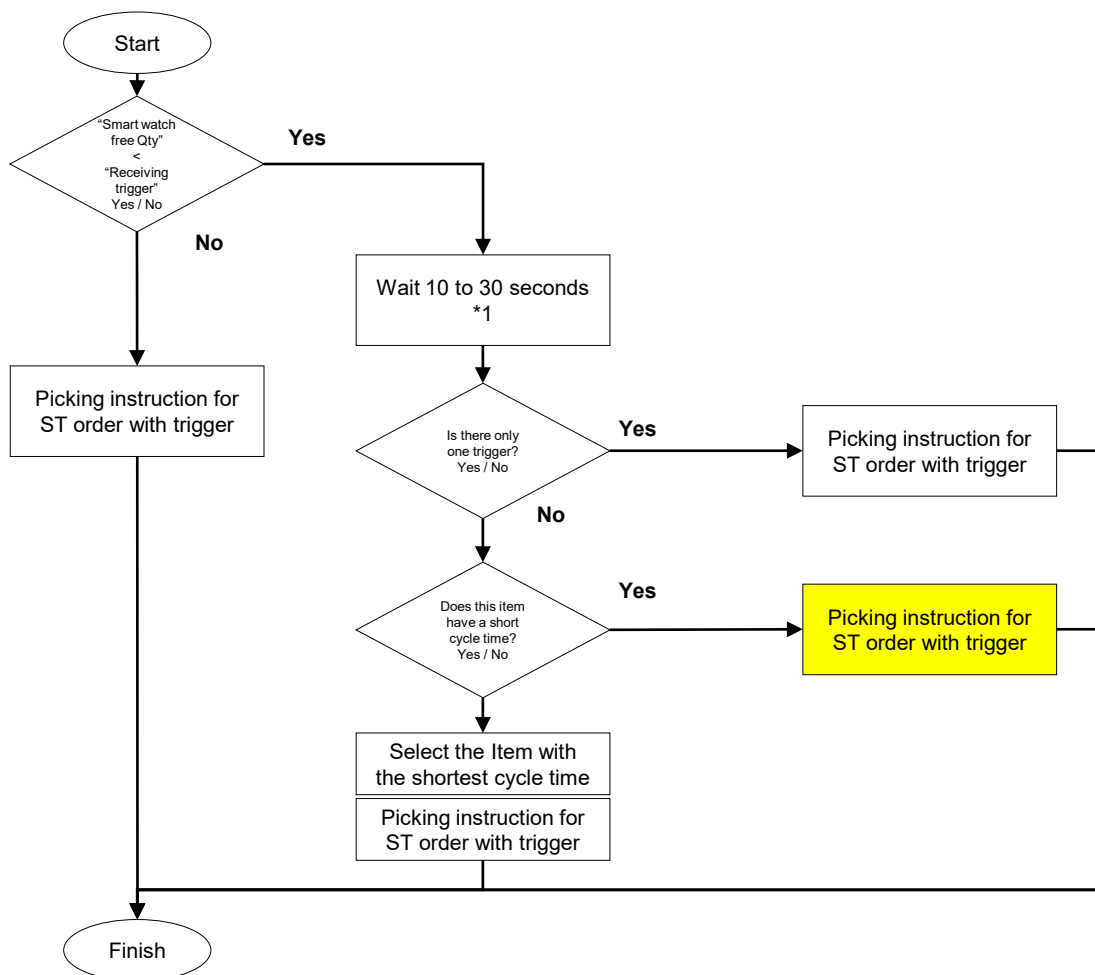 Start
“Smart watch
free Qty”
<
“Receiving
trigger”
Yes / No
Yes
No
Wait 10 to 30 seconds
*1
Picking instruction for
ST order with trigger
Is there only
one trigger?
Yes / No
Yes
Picking instruction for
ST order with trigger
No
Does this item
have a short
cycle time?
Yes / No
Yes
Picking instruction for
ST order with trigger
Select the Item with
the shortest cycle time
Picking instruction for
ST order with trigger
Finish